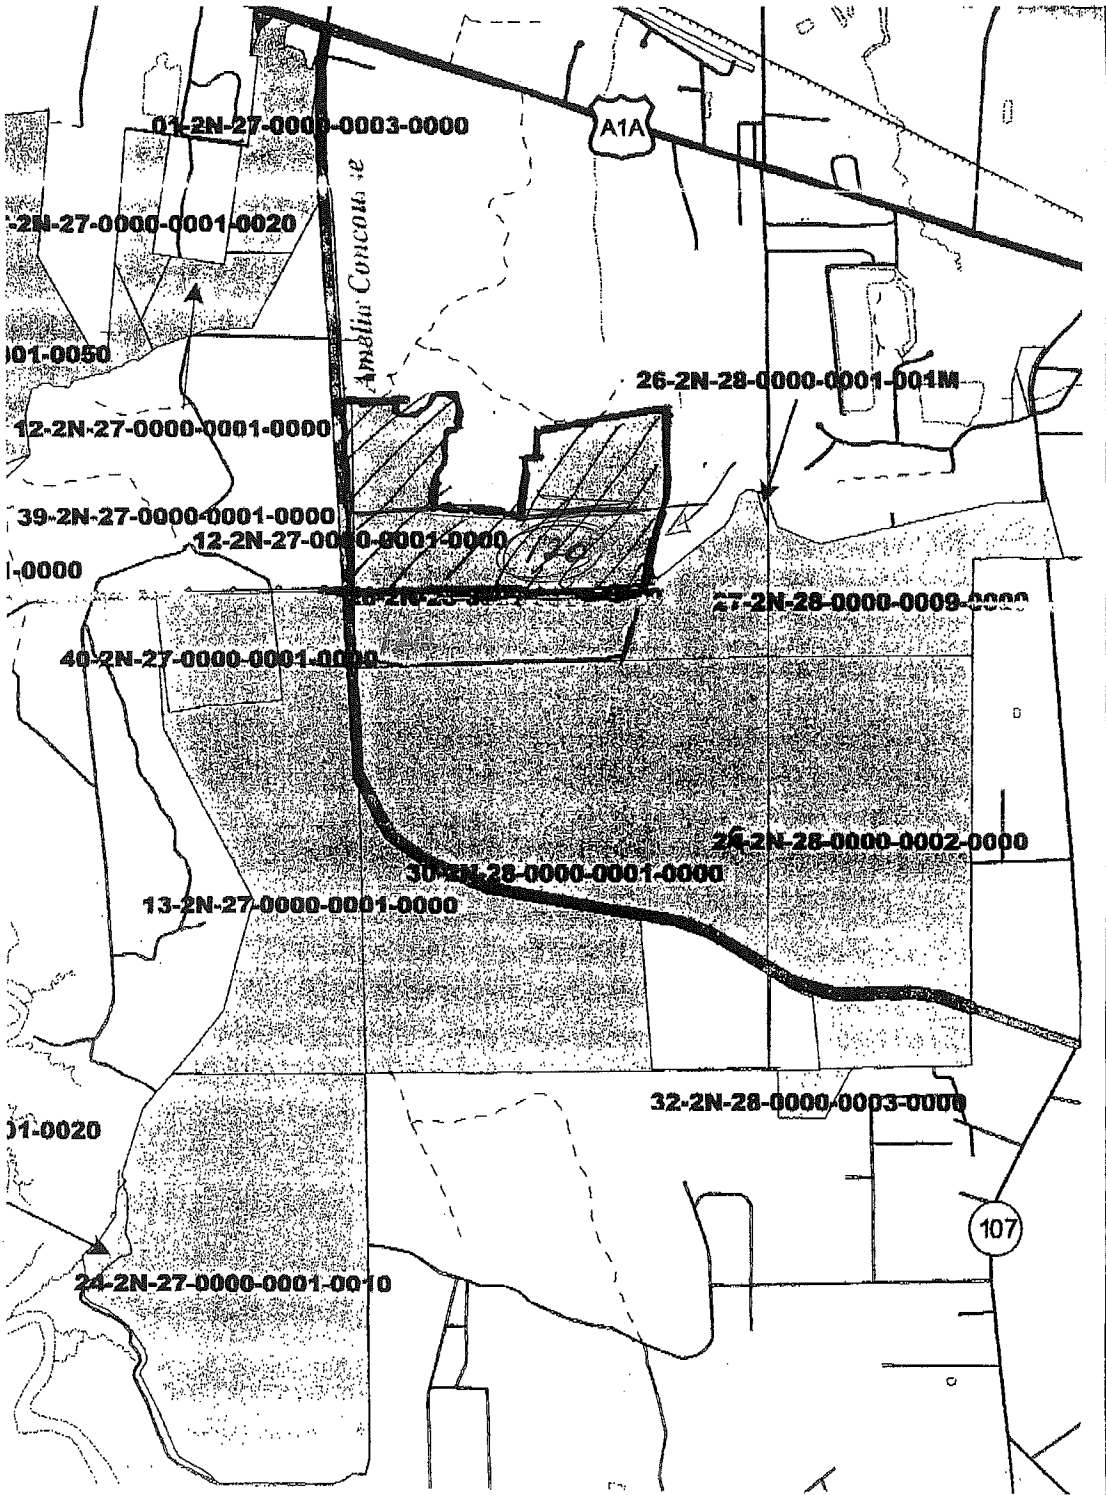 01-2N-27-0000-0003-0000
A1A
Amelia Concourse
-2N-27-0000-0001-0020
001-0050
26-2N-28-0000-0001-001M
12-2N-27-0000-0001-0000
39-2N-27-0000-0001-0000
12-2N-27-0000-0001-0000
170
1-0000
27-2N-28-0000-0009-0000
40-2N-27-0000-0001-0000
-2N-28-0000-0002-0000
30-2N-28-0000-0001-0000
13-2N-27-0000-0001-0000
32-2N-28-0000-0003-0000
01-0020
107
24-2N-27-0000-0001-0010